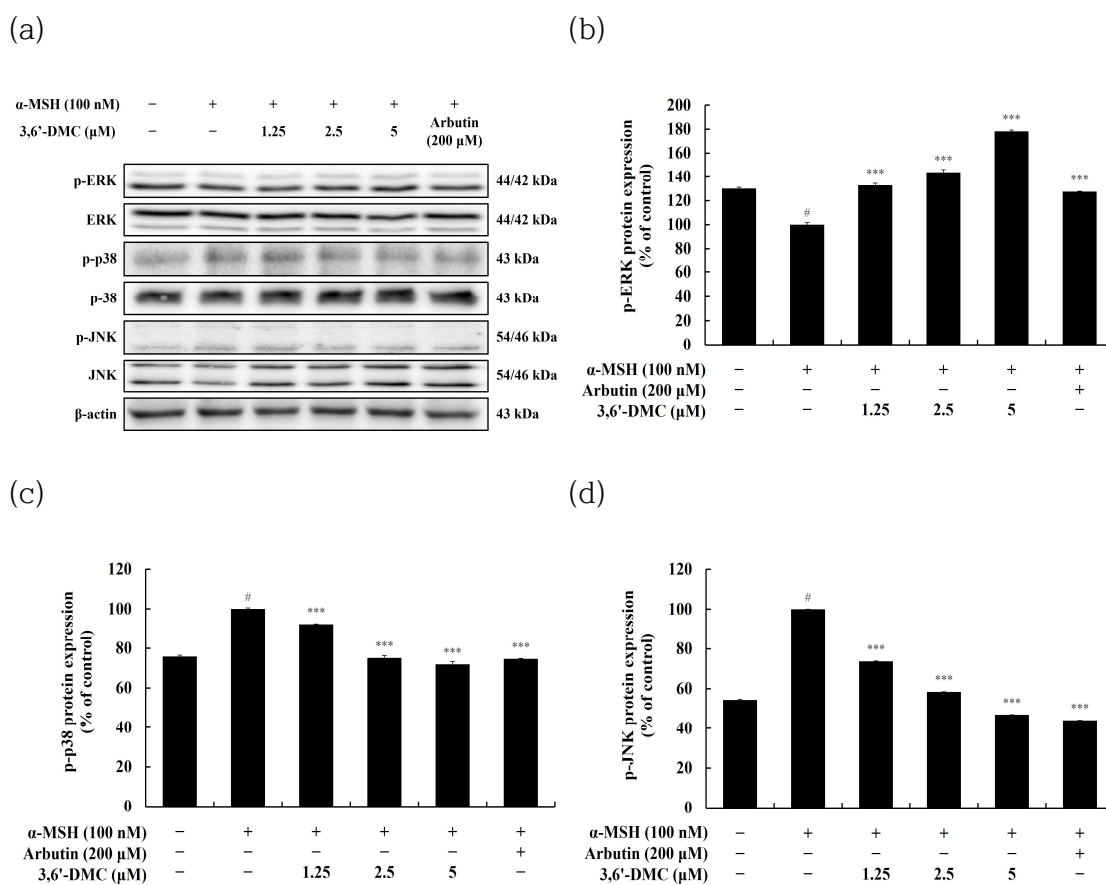 (a)
α-MSH (100 nM) – + + + + +
3,6'-DMC (μM) – – 1.25 2.5 5 Arbutin
(200 μM)
p-ERK 44/42 kDa
ERK 44/42 kDa
p-p38 43 kDa
p-38 43 kDa
p-JNK 54/46 kDa
JNK 54/46 kDa
β-actin 43 kDa
(b)
p-ERK protein expression
(% of control)
200
180
160
140
120
100
80
60
40
20
0
#
***
***
***
***
α-MSH (100 nM) – + + + + +
Arbutin (200 μM) – – – – – +
3,6'-DMC (μM) – – 1.25 2.5 5 –
(c)
p-p38 protein expression
(% of control)
120
100
80
60
40
20
0
#
***
***
***
***
α-MSH (100 nM) – + + + + +
Arbutin (200 μM) – – – – – +
3,6'-DMC (μM) – – 1.25 2.5 5 –
(d)
p-JNK protein expression
(% of control)
120
100
80
60
40
20
0
#
***
***
***
***
α-MSH (100 nM) – + + + + +
Arbutin (200 μM) – – – – – +
3,6'-DMC (μM) – – 1.25 2.5 5 –